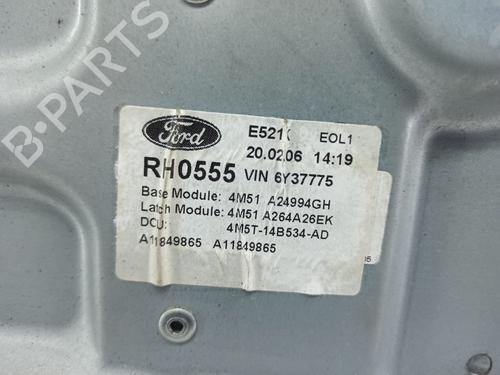 B-PARTS
Ford E521K EOL1
20.02.06 14:19
RH0555 VIN 6Y37775
Base Module: 4M51 A24994GH
Latch Module: 4M51 A264A26EK
DCU: 4M5T-14B534-AD
A11849865 A11849865